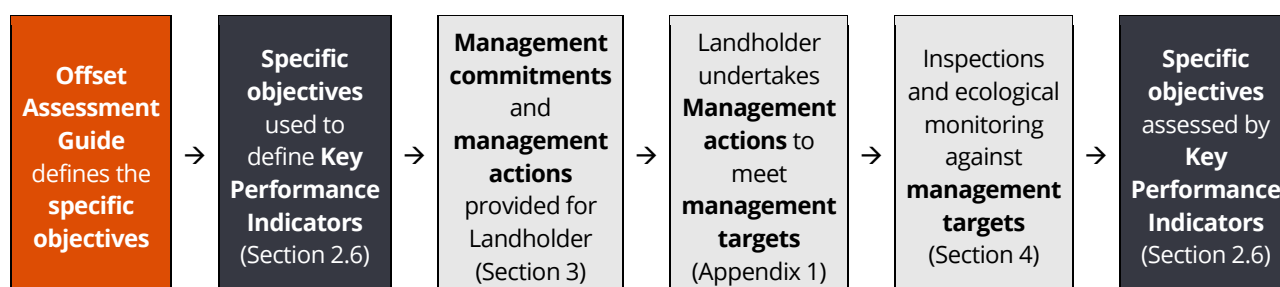 Offset
Assessment
Guide
defines the
specific
objectives
→
Specific
objectives
used to
define Key
Performance
Indicators
(Section 2.6)
→
Management
commitments
and
management
actions
provided for
Landholder
(Section 3)
→
Landholder
undertakes
Management
actions to
meet
management
targets
(Appendix 1)
→
Inspections
and ecological
monitoring
against
management
targets
(Section 4)
→
Specific
objectives
assessed by
Key
Performance
Indicators
(Section 2.6)